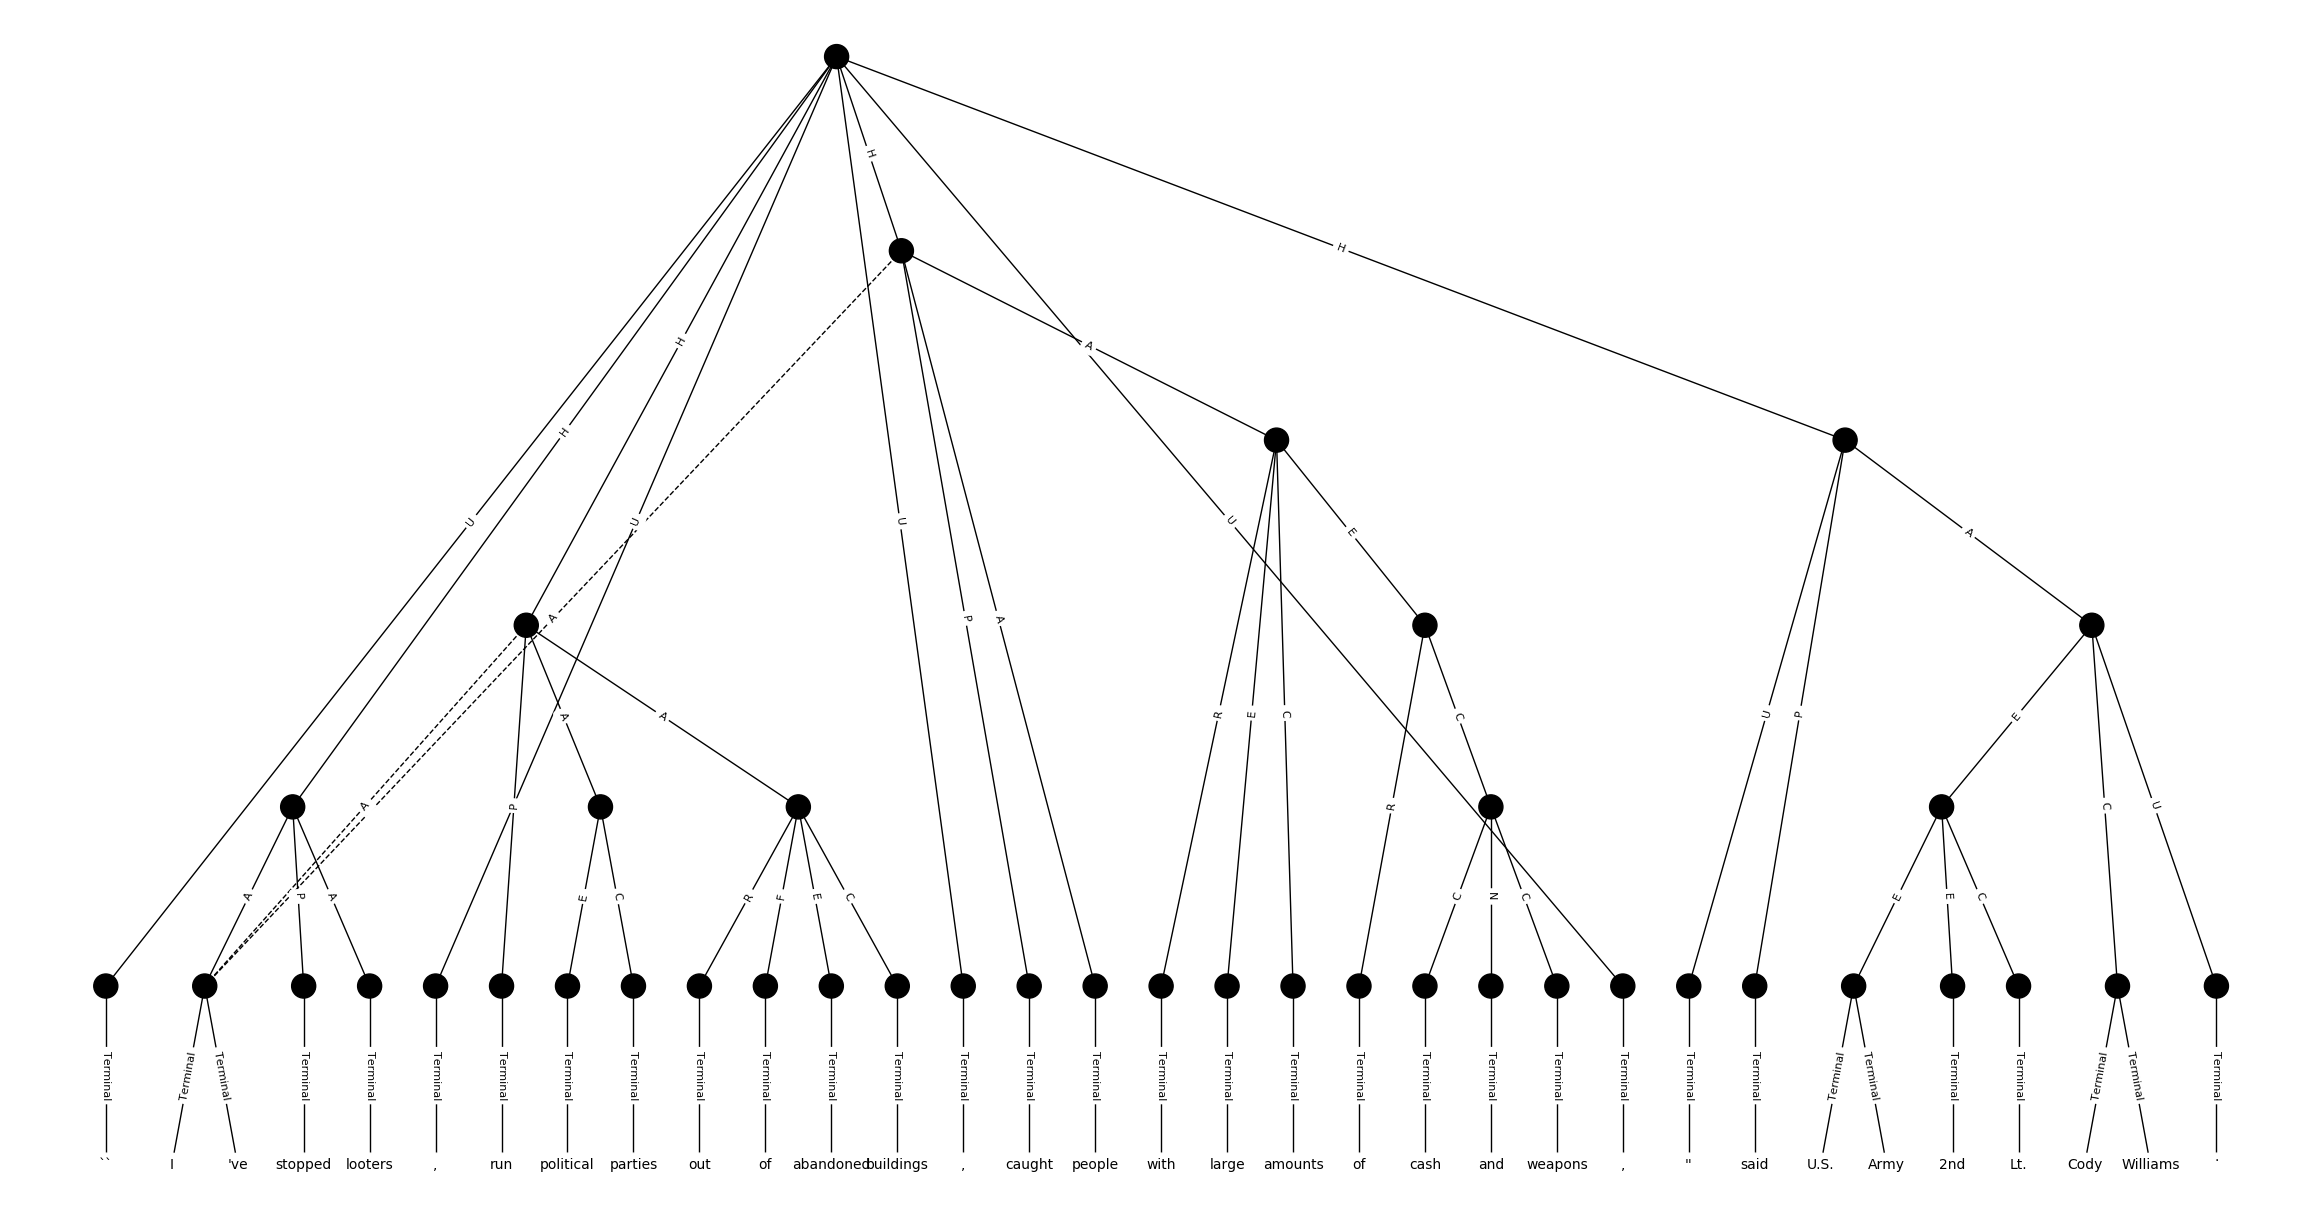 H
H
A
H
H
U
H
U
U
U
E
A
A
P
A
A
A
R
E
C
C
U
P
E
A
P
R
C
U
A
P
A
E
C
R
F
E
C
C
N
C
E
E
C
Terminal Terminal Terminal Terminal Terminal Terminal Terminal Terminal Terminal Terminal Terminal Terminal Terminal Terminal Terminal Terminal Terminal Terminal Terminal Terminal Terminal Terminal Terminal Terminal Terminal Terminal Terminal Terminal Terminal Terminal Terminal Terminal Terminal
`` I 've stopped looters , run political parties out of abandoned buildings , caught people with large amounts of cash and weapons , '' said U.S. Army 2nd Lt. Cody Williams .